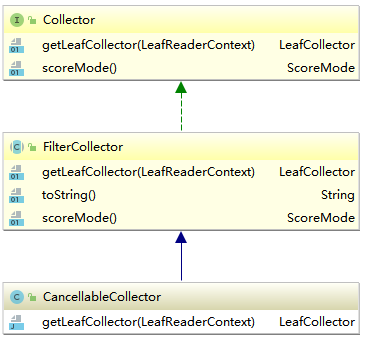 Collector
getLeafCollector(LeafReaderContext) LeafCollector
scoreMode() ScoreMode
FilterCollector
getLeafCollector(LeafReaderContext) LeafCollector
toString() String
scoreMode() ScoreMode
CancellableCollector
getLeafCollector(LeafReaderContext) LeafCollector